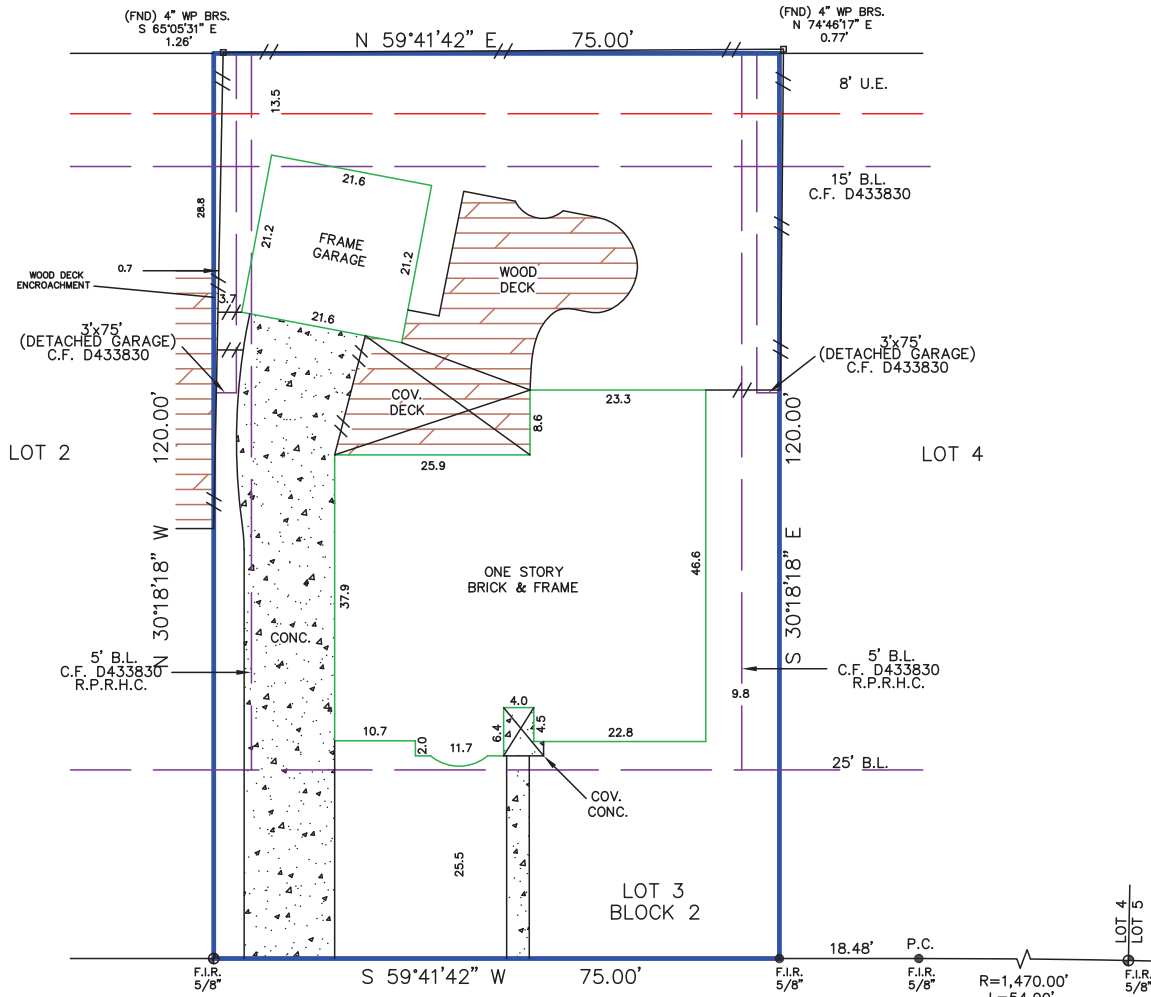 (FND) 4" WP BRS.
S 65°05'31" E
1.26'
(FND) 4" WP BRS.
N 74°46'17" E
0.77'
N 59°41'42" E 75.00'
8' U.E.
13.5
15' B.L.
C.F. D433830
28.8
21.6
21.2
FRAME
GARAGE
21.2
21.6
WOOD
DECK
0.7
WOOD DECK
ENCROACHMENT
3.7
3'x75'
(DETACHED GARAGE)
C.F. D433830
3'x75'
(DETACHED GARAGE)
C.F. D433830
COV.
DECK
23.3
8.6
25.9
LOT 2
N 30°18'18" W 120.00'
LOT 4
S 30°18'18" E 120.00'
ONE STORY
BRICK & FRAME
46.6
37.9
CONC.
5' B.L.
C.F. D433830
R.P.R.H.C.
5' B.L.
C.F. D433830
R.P.R.H.C.
9.8
4.0
6.4
4.5
10.7
2.0
11.7
22.8
25' B.L.
COV.
CONC.
25.5
LOT 3
BLOCK 2
LOT 4
LOT 5
18.48'
P.C.
F.I.R.
5/8"
S 59°41'42" W 75.00'
F.I.R.
5/8"
F.I.R.
5/8"
R=1,470.00'
L=54.00'
F.I.R.
5/8"